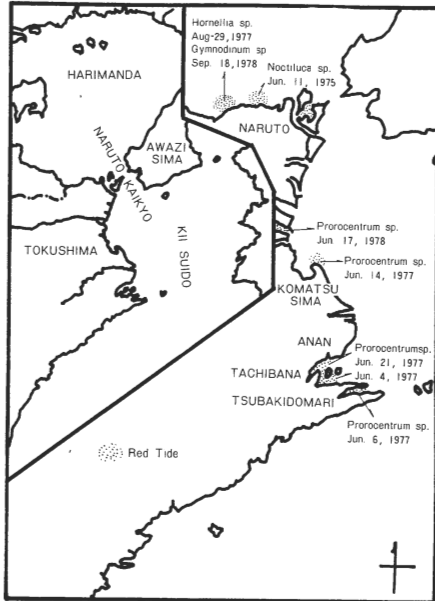 Hornellia sp.
Aug-29,1977
Gymnodinum sp
Sep. 18,1978
Noctiluca sp.
Jun. 11, 1975
HARIMANDA
NARUTO
AWAZI
SIMA
NARUTO KAIKYO
KII SUIDO
TOKUSHIMA
Prorocentrum sp.
Jun. 17, 1978
Prorocentrum sp.
Jun. 14, 1977
KOMATSU
SIMA
ANAN
Prorocentrumsp.
Jun. 21, 1977
Jun. 4, 1977
TACHIBANA
TSUBAKIDOMARI
Prorocentrum sp.
Jun. 6, 1977
Red Tide